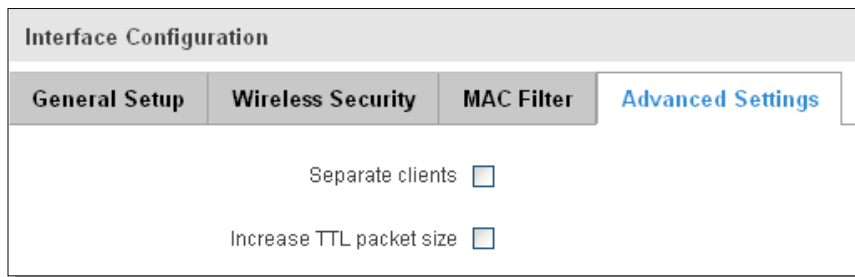 Interface Configuration
General Setup Wireless Security MAC Filter Advanced Settings
Separate clients
Increase TTL packet size